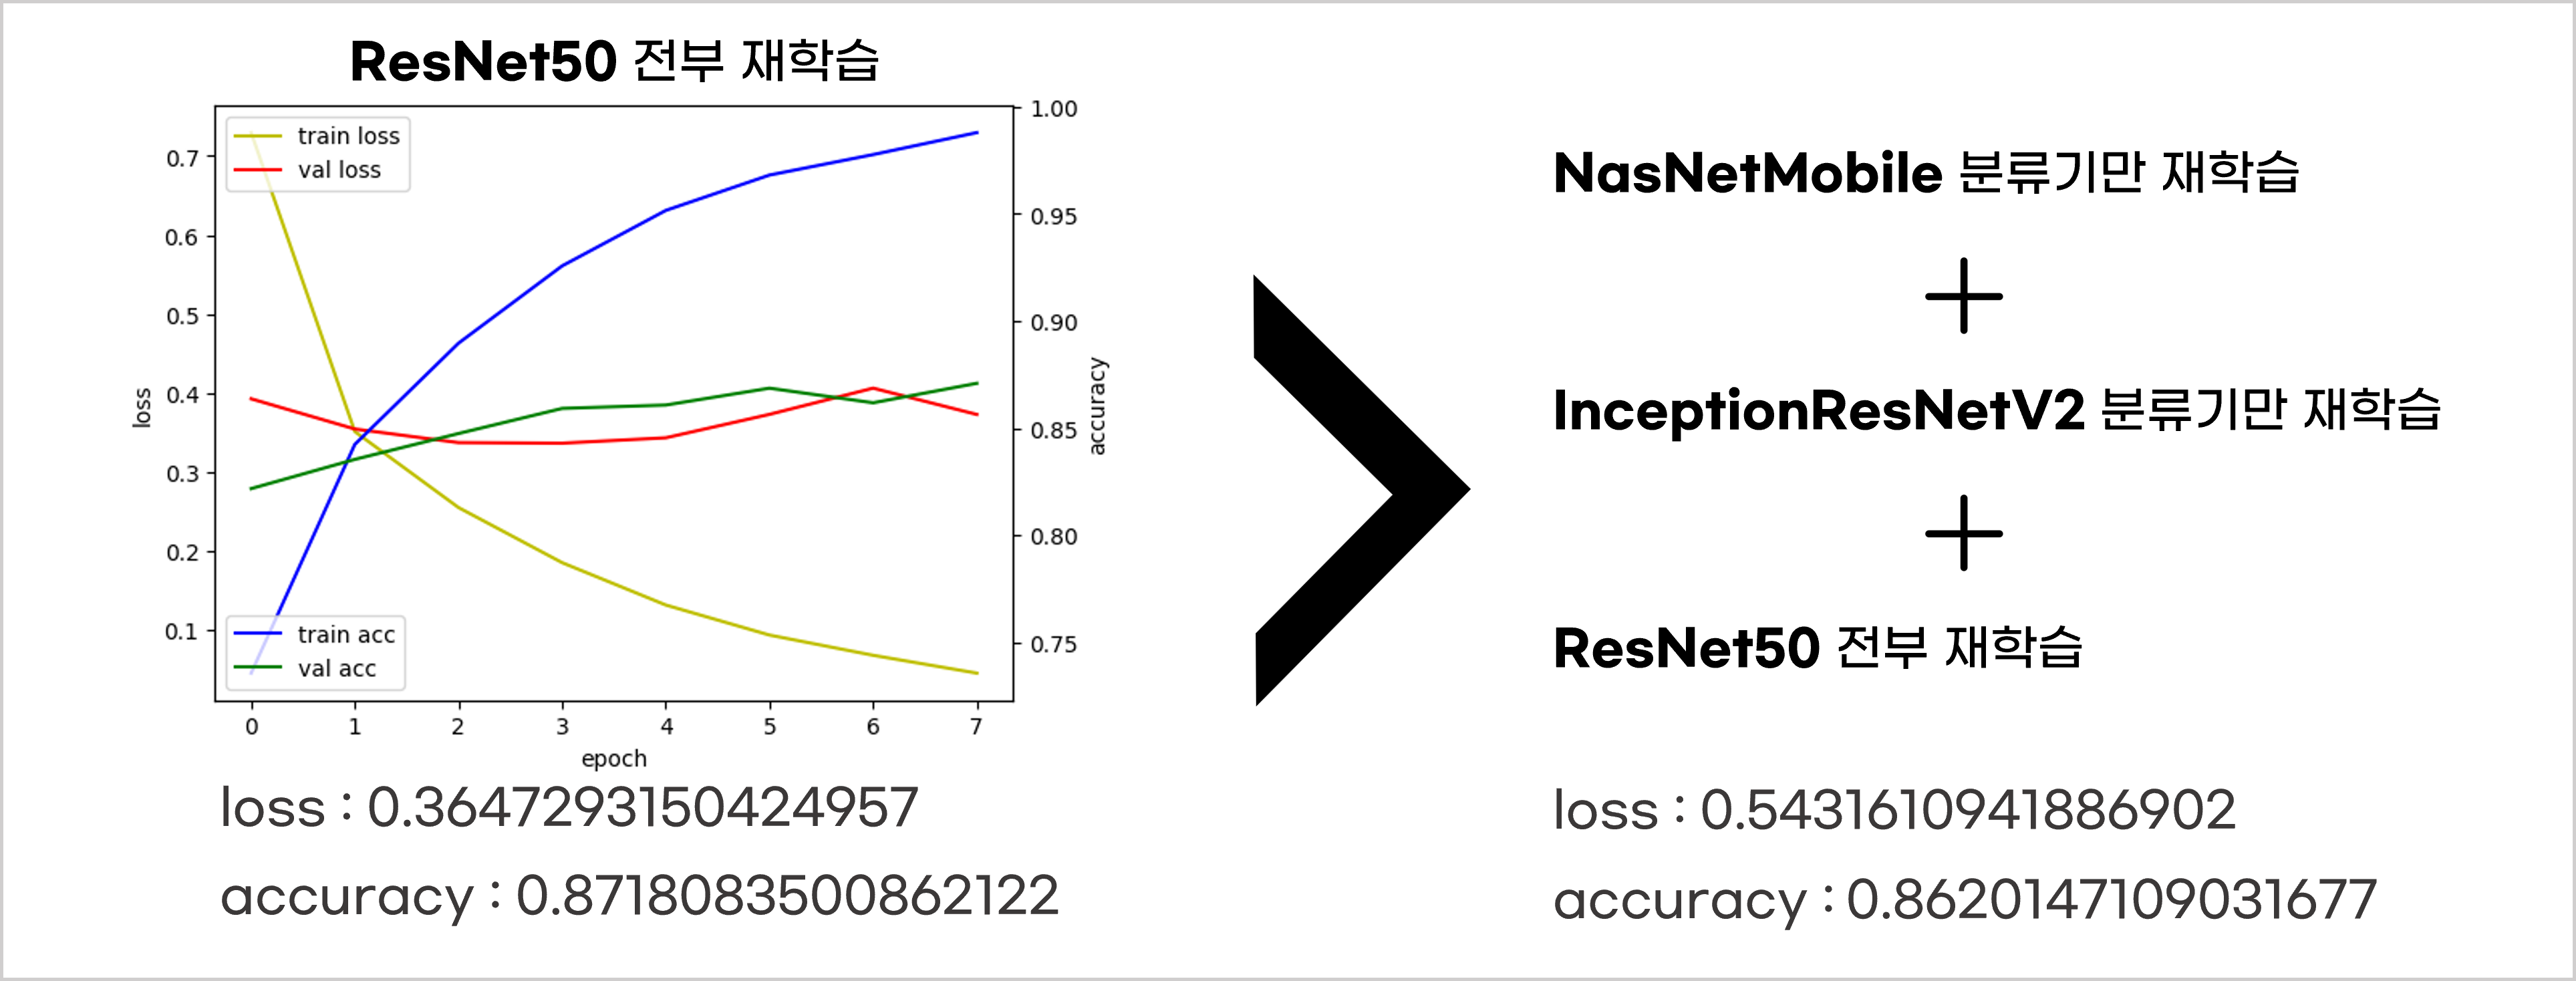 ResNet50 전부 재학습
train loss
val loss
train acc
val acc
0.7
0.6
0.5
0.4
0.3
0.2
0.1
loss
1.00
0.95
0.90
0.85
0.80
0.75
accuracy
0 1 2 3 4 5 6 7
epoch
loss : 0.3647293150424957
accuracy : 0.8718083500862122
NasNetMobile 분류기만 재학습
+
InceptionResNetV2 분류기만 재학습
+
ResNet50 전부 재학습
loss : 0.5431610941886902
accuracy : 0.8620147109031677